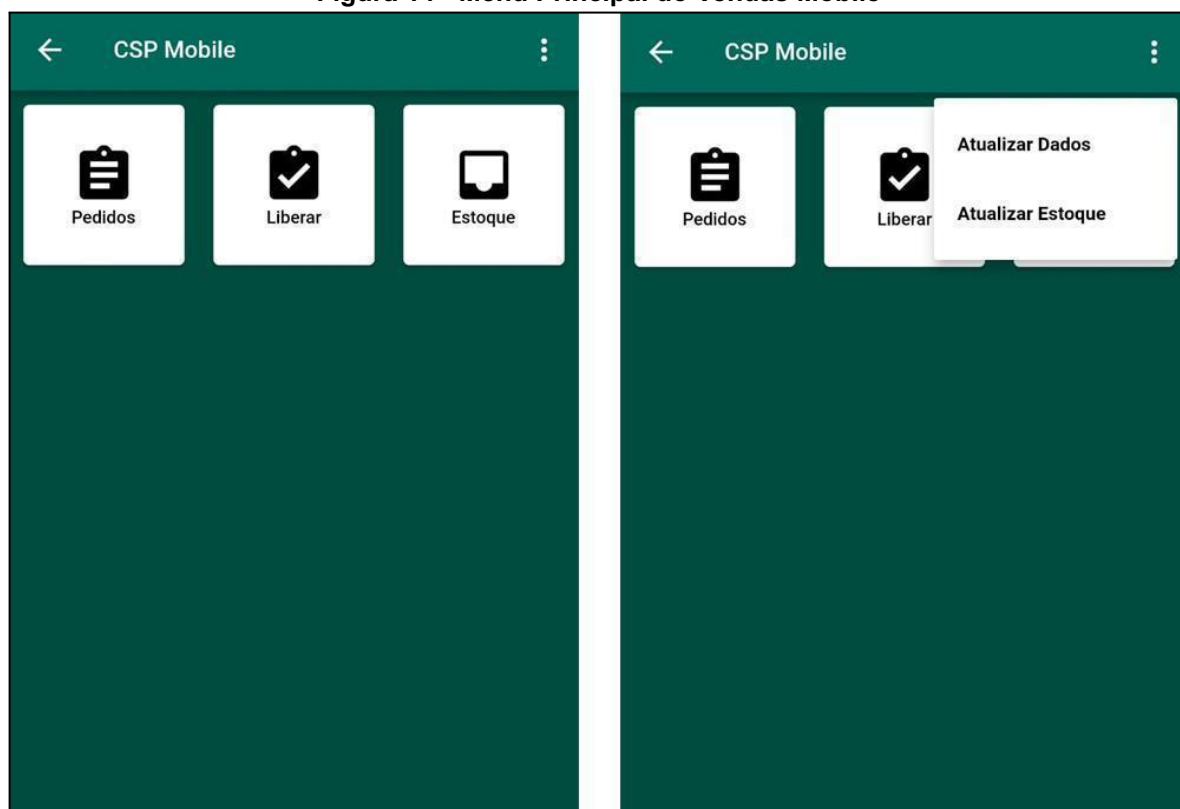 CSP Mobile
Pedidos
Liberar
Estoque
CSP Mobile
Pedidos
Liberar
Atualizar Dados
Atualizar Estoque